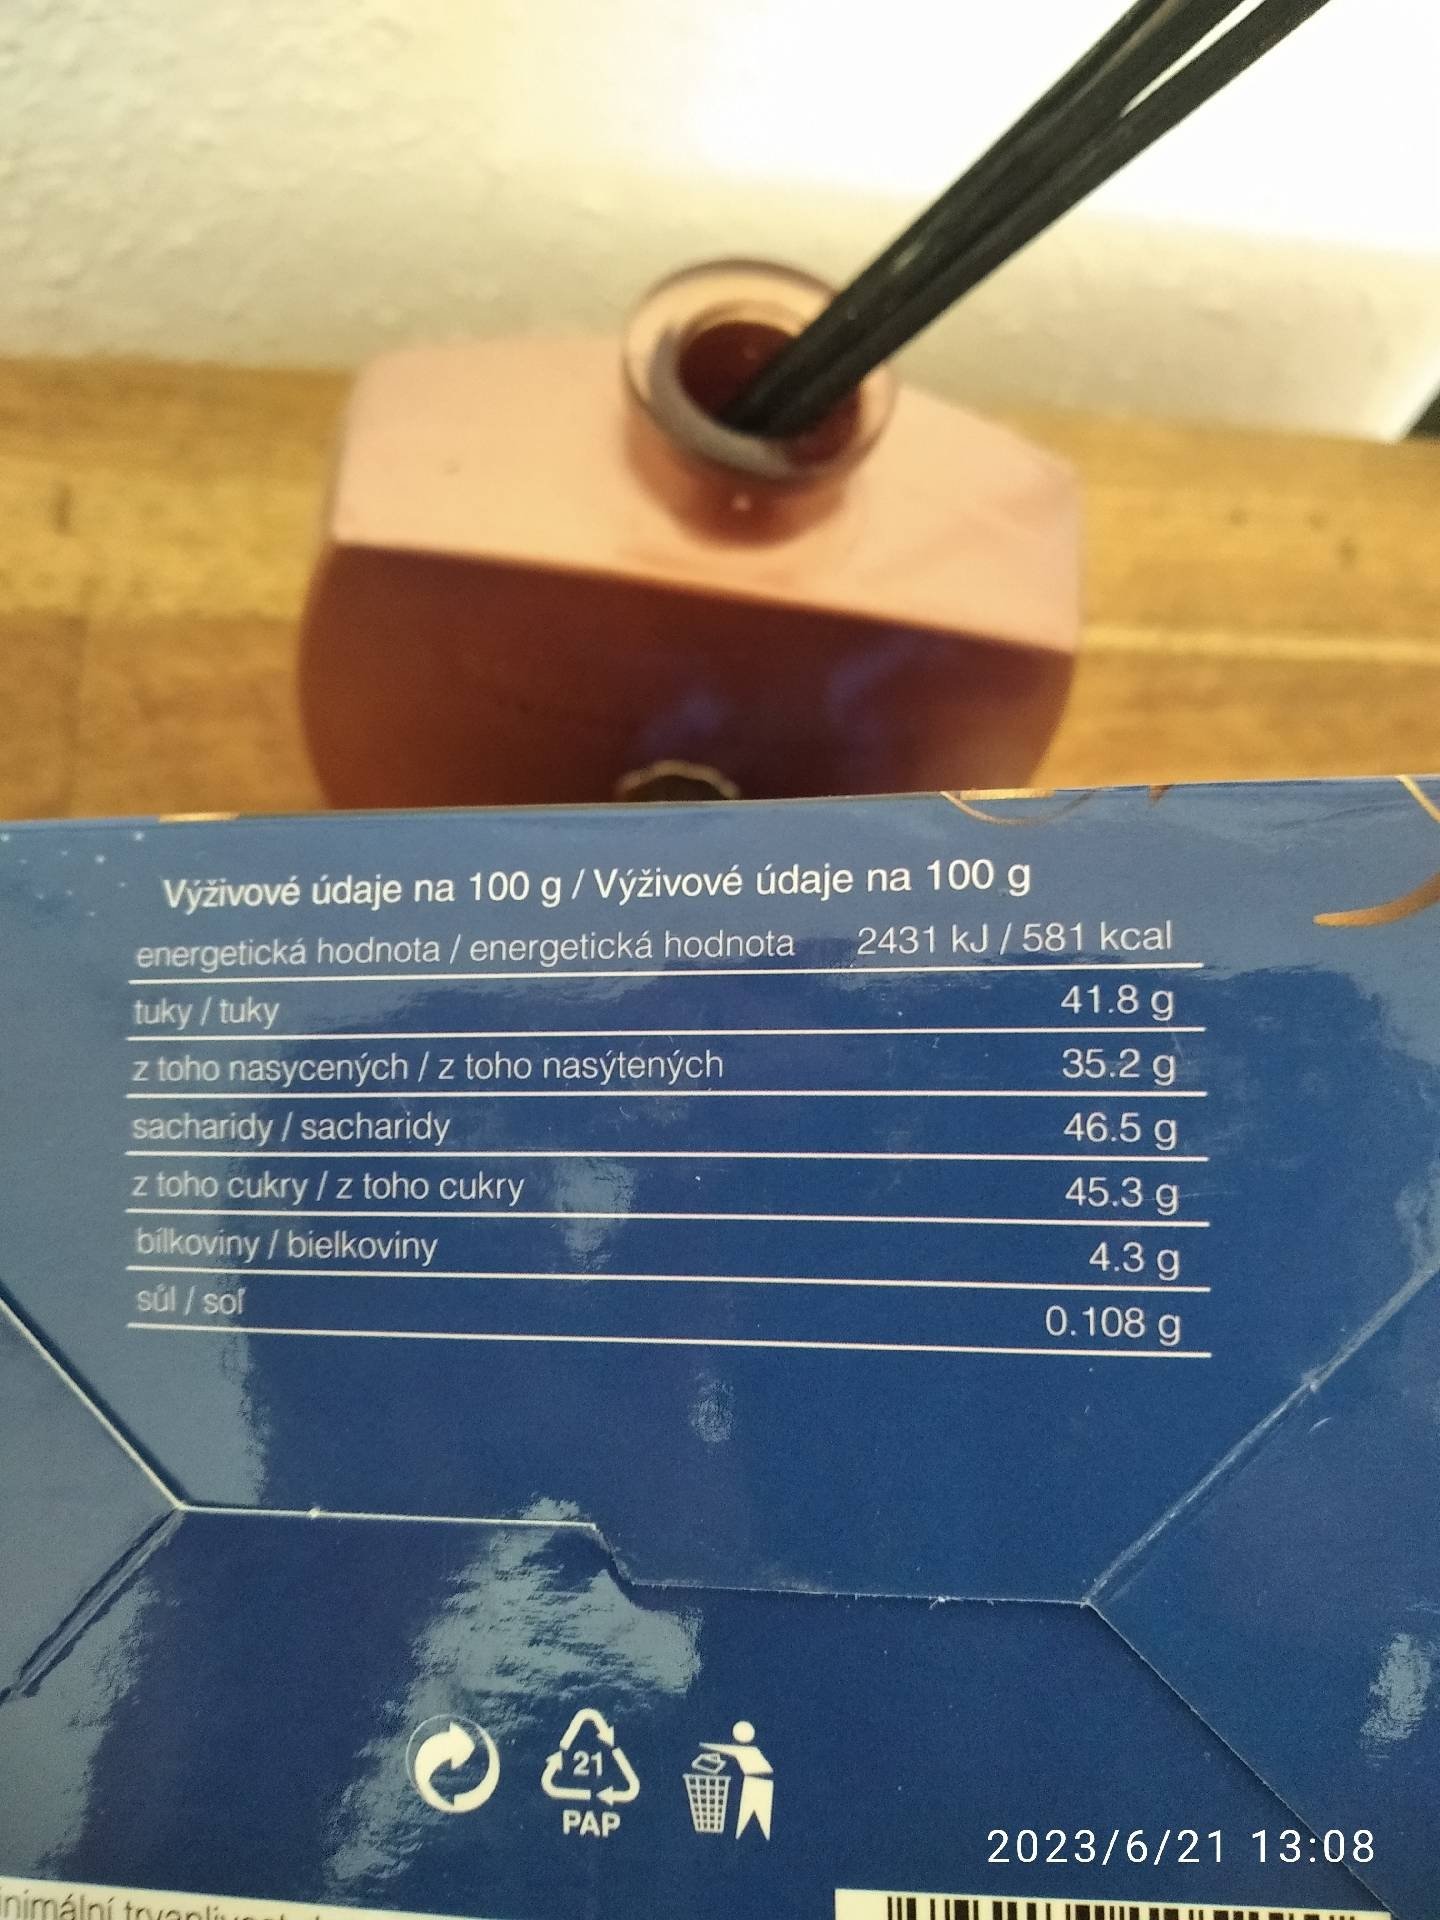 Výživové údaje na 100 g / Výživové údaje na 100 g
energetická hodnota / energetická hodnota 2431 kJ / 581 kcal
tuky / tuky 41.8 g
z toho nasycených / z toho nasýtených 35.2 g
sacharidy / sacharidy 46.5 g
z toho cukry / z toho cukry 45.3 g
bílkoviny / bielkoviny 4.3 g
sůl / soľ 0.108 g
21
PAP
2023/6/21 13:08